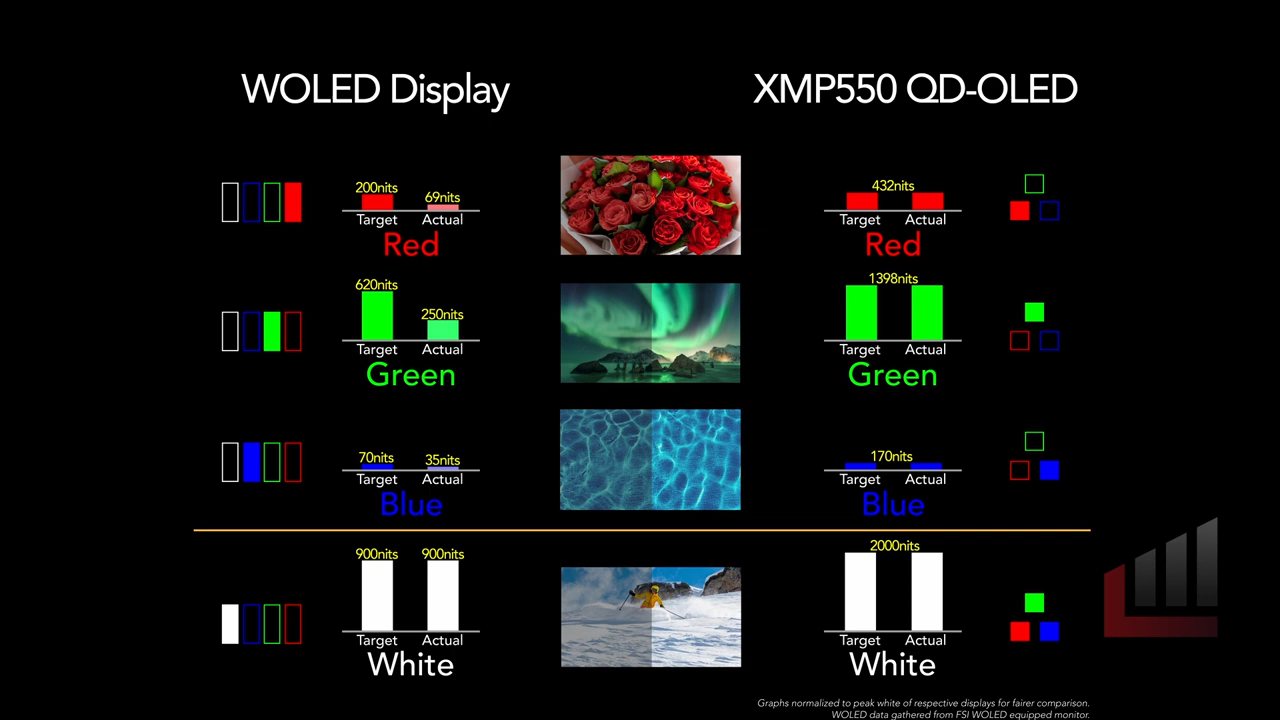 WOLED Display
XMP550 QD-OLED
200nits
69nits
Target
Actual
Red
432nits
Target
Actual
Red
620nits
250nits
Target
Actual
Green
1398nits
Target
Actual
Green
70nits
35nits
Target
Actual
Blue
170nits
Target
Actual
Blue
900nits
900nits
Target
Actual
White
2000nits
Target
Actual
White
Graphs normalized to peak white of respective displays for fairer comparison.
WOLED data gathered from FSI WOLED equipped monitor.